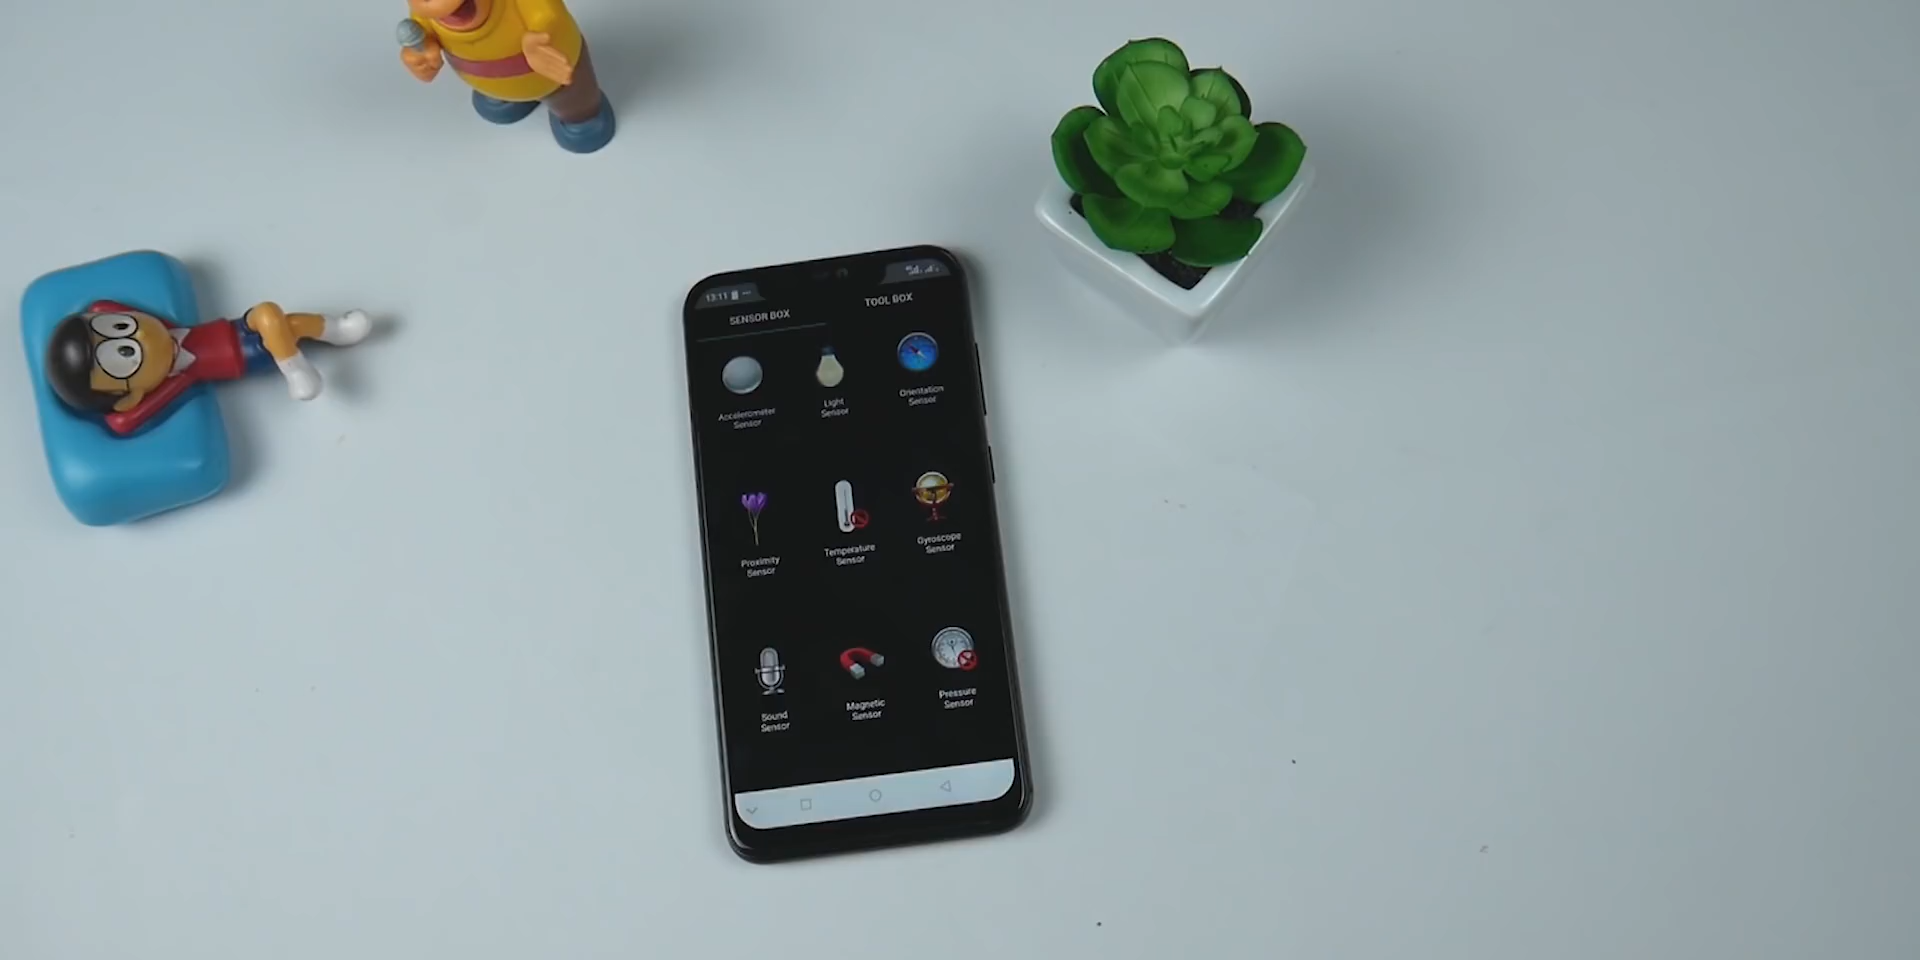 13:11
SENSOR BOX
TOOL BOX
Accelerometer
Sensor
Light
Sensor
Orientation
Sensor
Proximity
Sensor
Temperature
Sensor
Gyroscope
Sensor
Sound
Sensor
Magnetic
Sensor
Pressure
Sensor